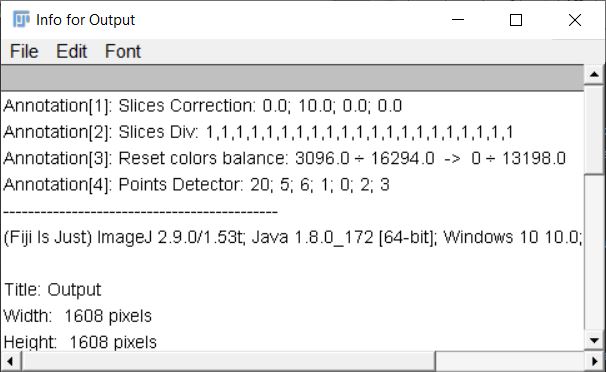 Info for Output
File Edit Font
Annotation[1]: Slices Correction: 0.0; 10.0; 0.0; 0.0
Annotation[2]: Slices Div: 1,1,1,1,1,1,1,1,1,1,1,1,1,1,1,1,1,1,1,1,1
Annotation[3]: Reset colors balance: 3096.0 ÷ 16294.0 -> 0 ÷ 13198.0
Annotation[4]: Points Detector: 20; 5; 6; 1; 0; 2; 3
--------------------------------------------
(Fiji Is Just) ImageJ 2.9.0/1.53t; Java 1.8.0_172 [64-bit]; Windows 10 10.0;
Title: Output
Width: 1608 pixels
Height: 1608 pixels